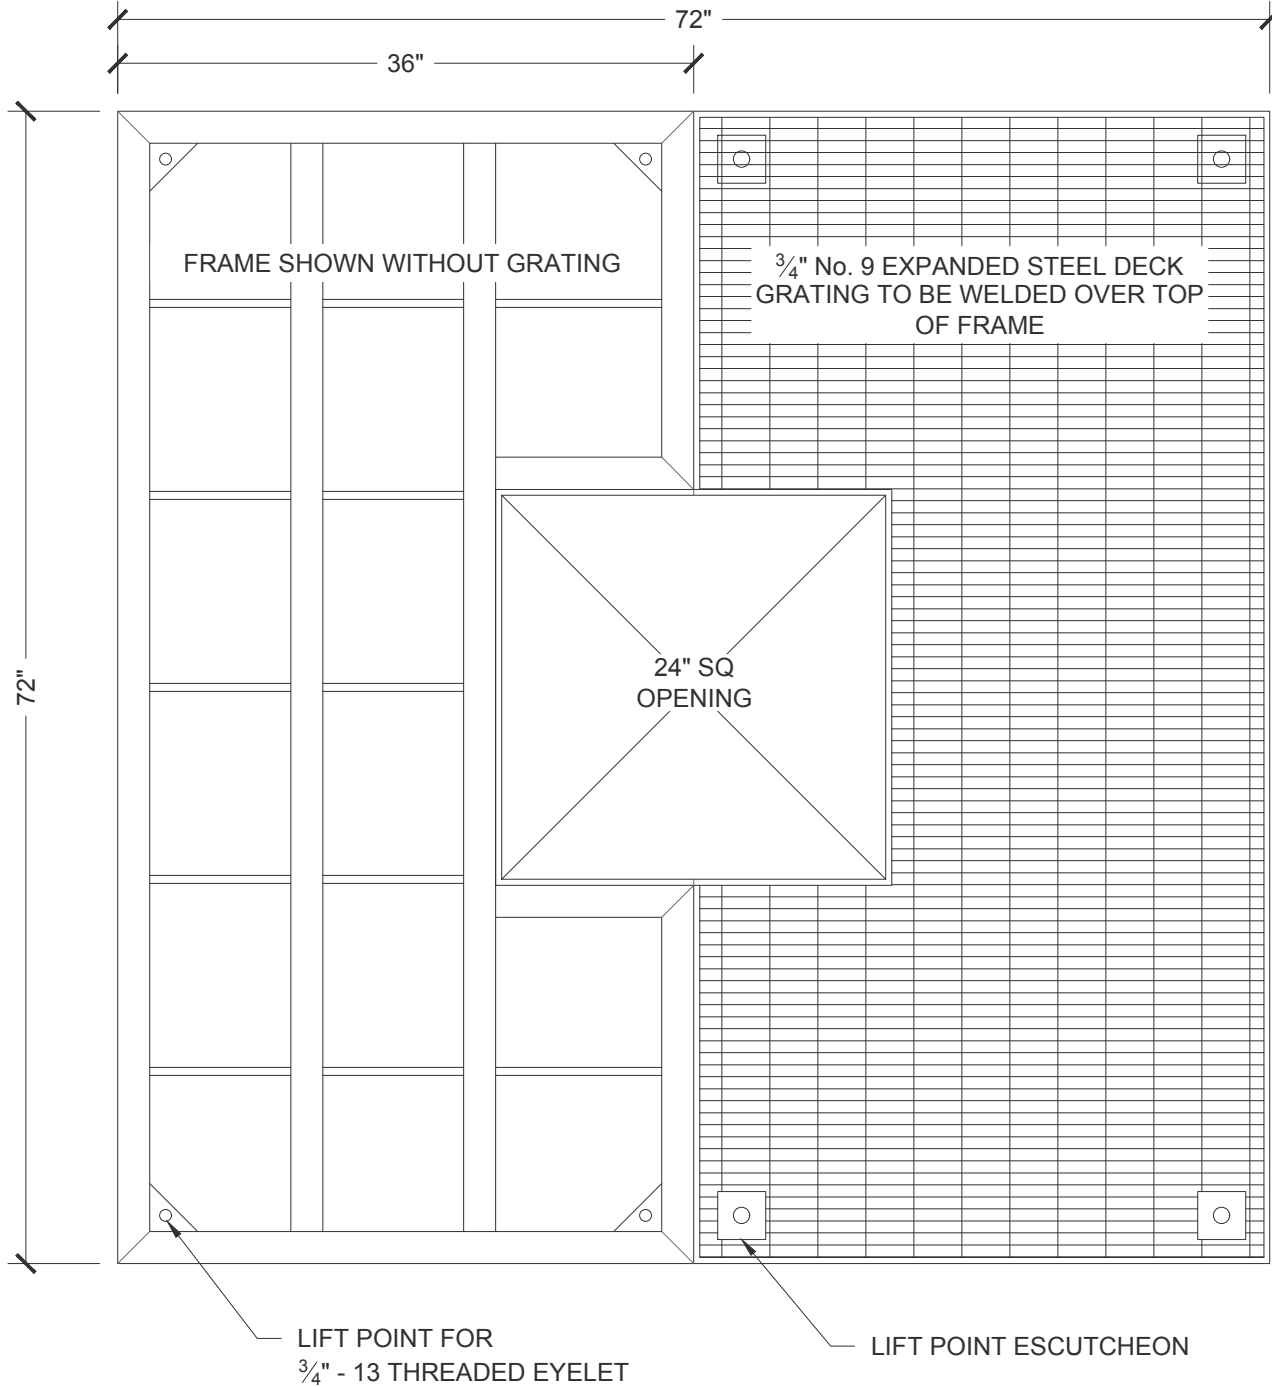 72"
36"
FRAME SHOWN WITHOUT GRATING
3⁄4" No. 9 EXPANDED STEEL DECK
GRATING TO BE WELDED OVER TOP
OF FRAME
72"
24" SQ
OPENING
LIFT POINT FOR
3⁄4" - 13 THREADED EYELET
LIFT POINT ESCUTCHEON